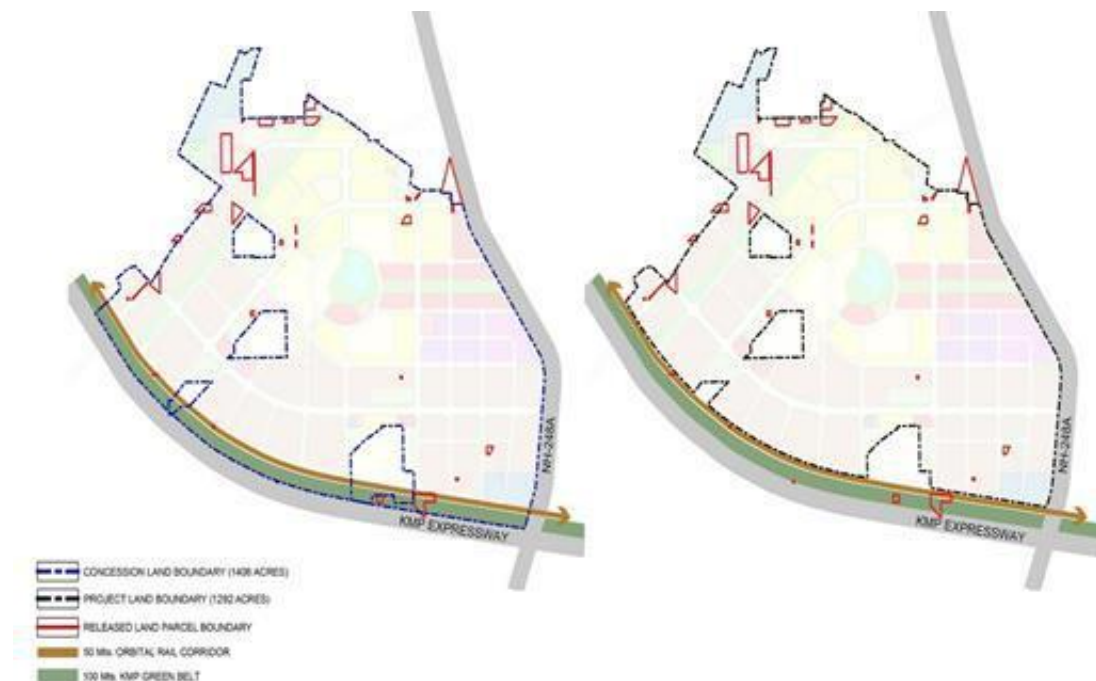 NH-248A
KMP EXPRESSWAY
NH-248A
KMP EXPRESSWAY
CONCESSION LAND BOUNDARY (1408 ACRES)
PROJECT LAND BOUNDARY (1282 ACRES)
RELEASED LAND PARCEL BOUNDARY
50 Mts. ORBITAL RAIL CORRIDOR
100 Mts. KMP GREEN BELT